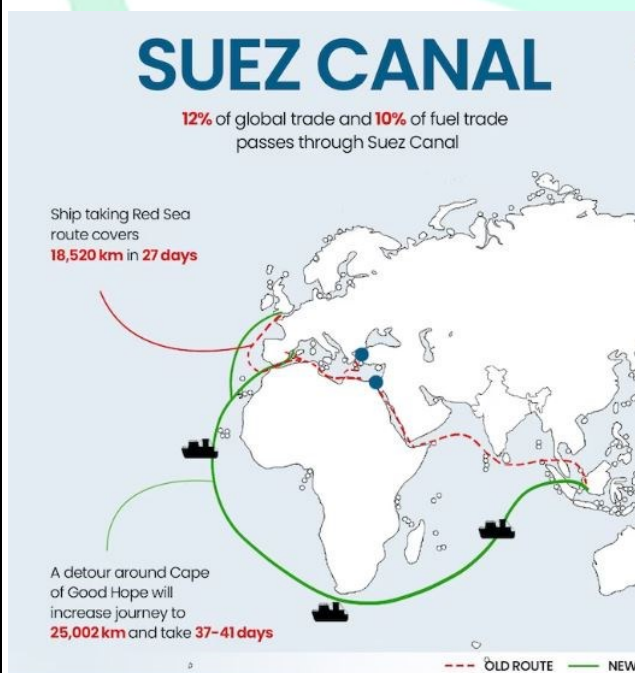 SUEZ CANAL
12% of global trade and 10% of fuel trade
passes through Suez Canal
Ship taking Red Sea
route covers
18,520 km in 27 days
A detour around Cape
of Good Hope will
increase journey to
25,002 km and take 37-41 days
OLD ROUTE NEW